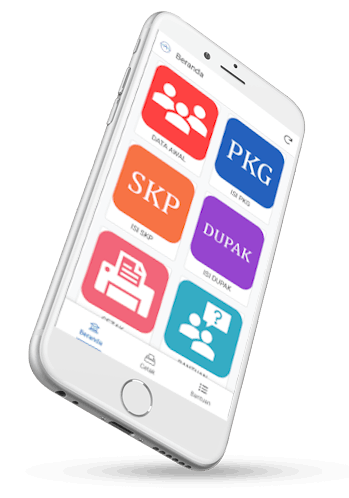 Beranda
DATA AWAL
PKG
ISI PKG
SKP
ISI SKP
DUPAK
ISI DUPAK
?
Beranda
Cetak
Bantuan